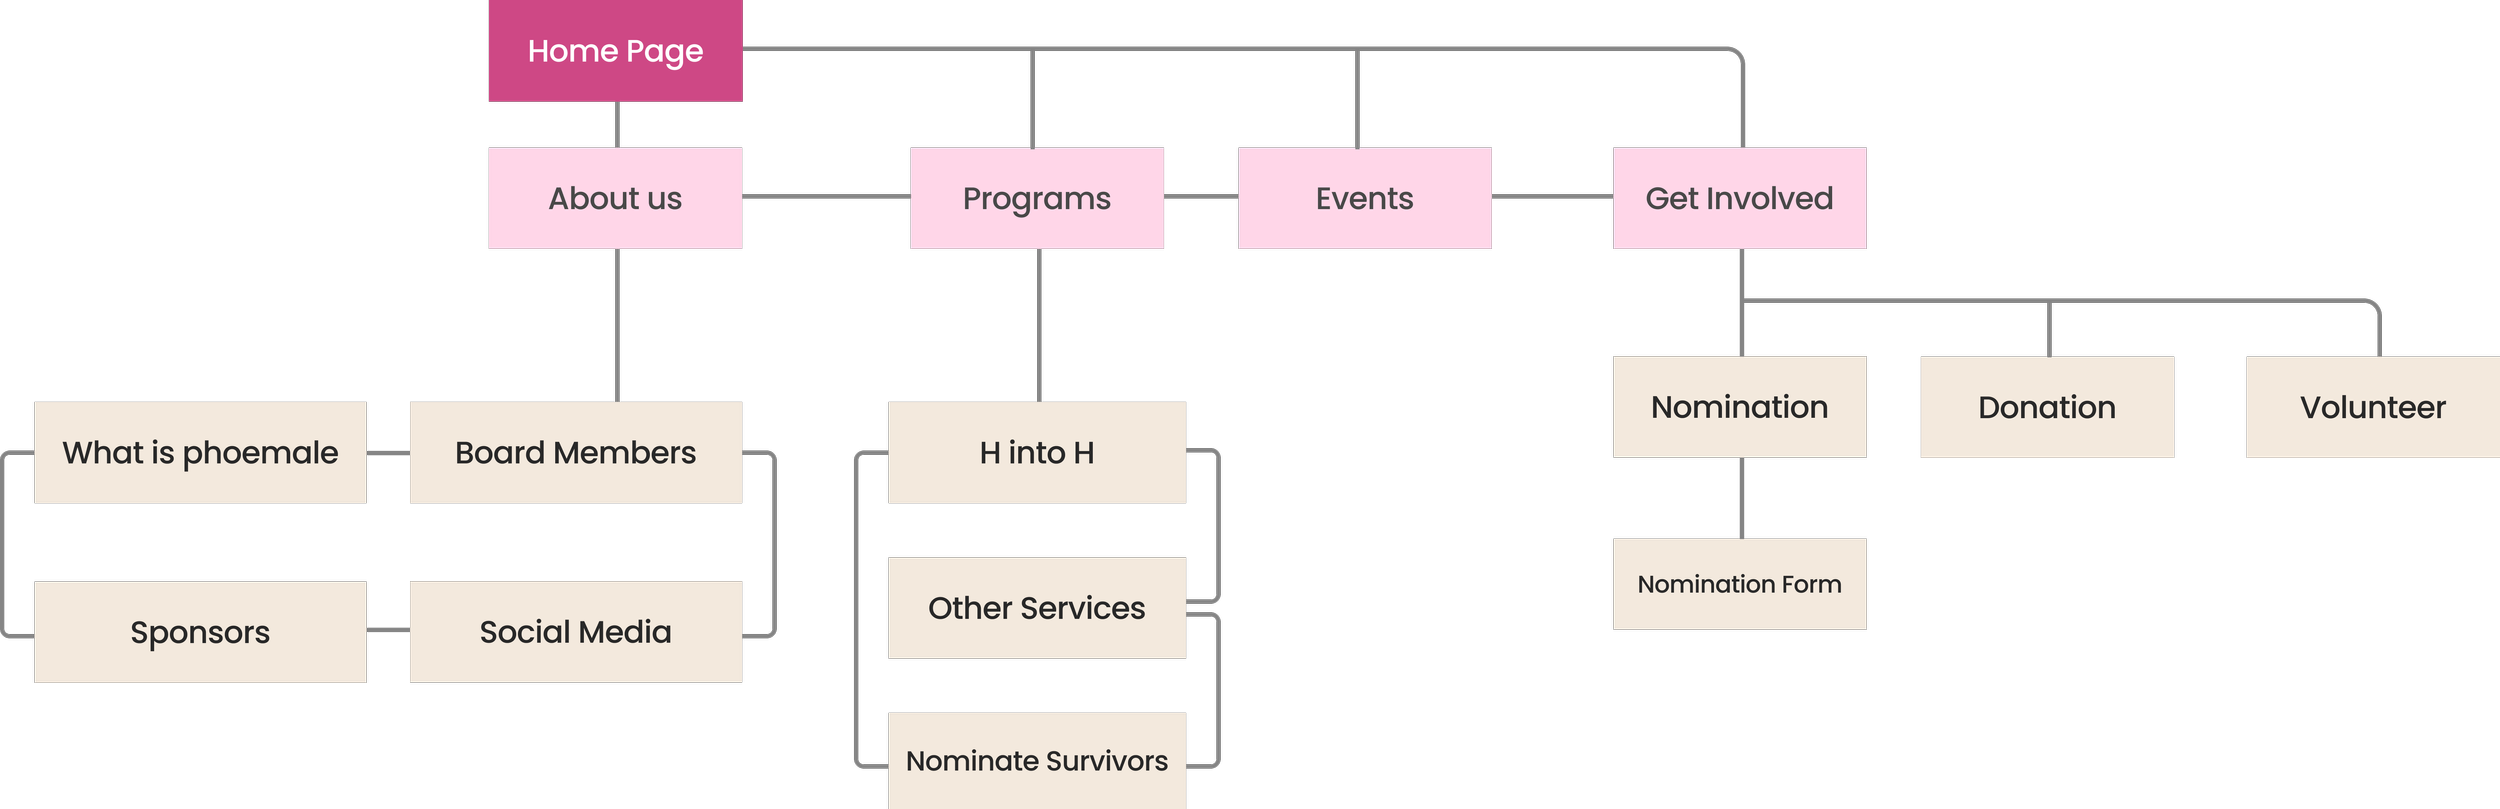 Home Page
About us
Programs
Events
Get Involved
What is phoemale
Board Members
H into H
Nomination
Donation
Volunteer
Sponsors
Social Media
Other Services
Nomination Form
Nominate Survivors